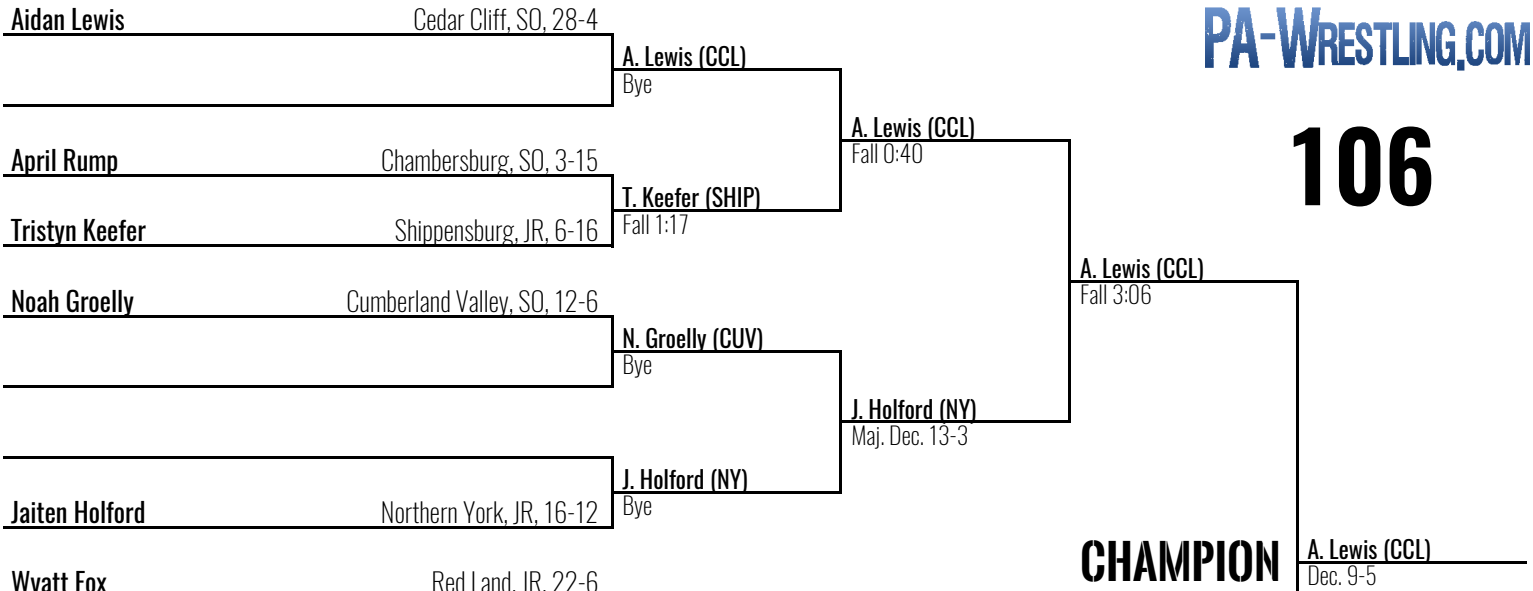 Aidan Lewis Cedar Cliff, SO, 28-4
PA-WRESTLING.COM
A. Lewis (CCL)
Bye
A. Lewis (CCL)
Fall 0:40
106
April Rump Chambersburg, SO, 3-15
T. Keefer (SHIP)
Fall 1:17
Tristyn Keefer Shippensburg, JR, 6-16
A. Lewis (CCL)
Fall 3:06
Noah Groelly Cumberland Valley, SO, 12-6
N. Groelly (CUV)
Bye
J. Holford (NY)
Maj. Dec. 13-3
J. Holford (NY)
Bye
Jaiten Holford Northern York, JR, 16-12
CHAMPION
A. Lewis (CCL)
Dec. 9-5
Wyatt Fox Red Land, JR, 22-6